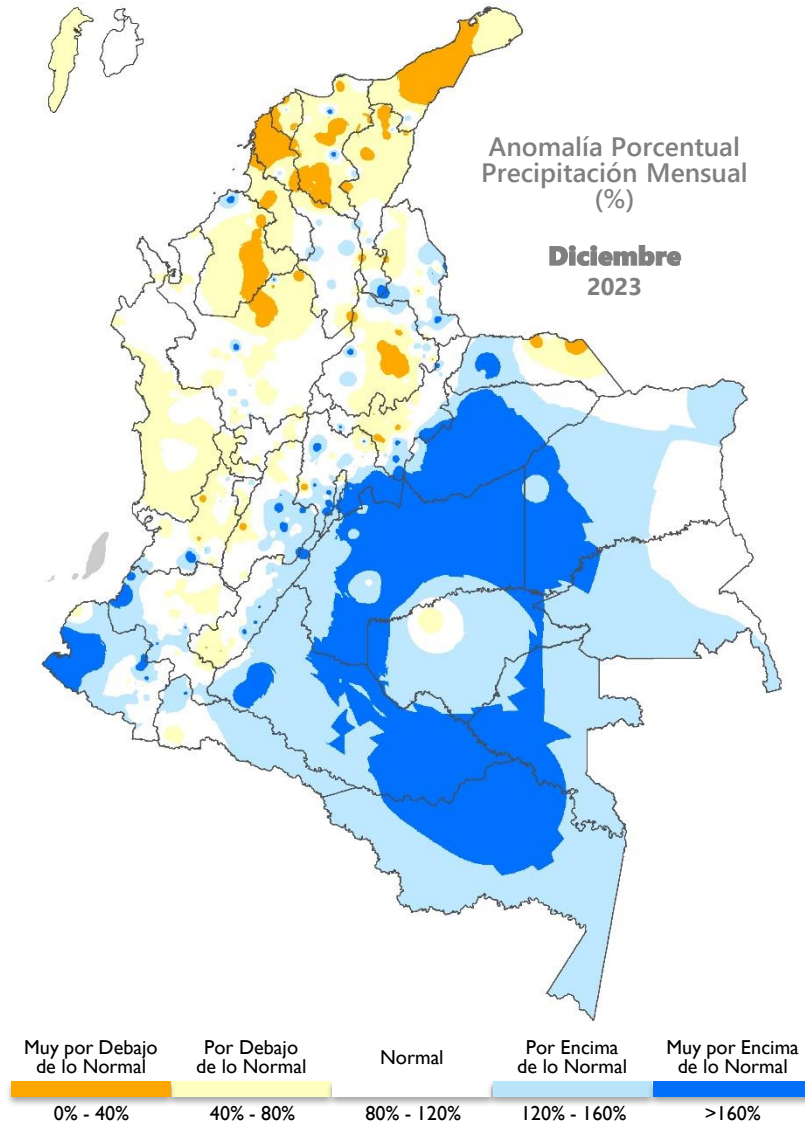 Anomalía Porcentual
Precipitación Mensual
(%)
Diciembre
2023
Muy por Debajo
de lo Normal
Por Debajo
de lo Normal
Normal
Por Encima
de lo Normal
Muy por Encima
de lo Normal
0% - 40%
40% - 80%
80% - 120%
120% - 160%
>160%